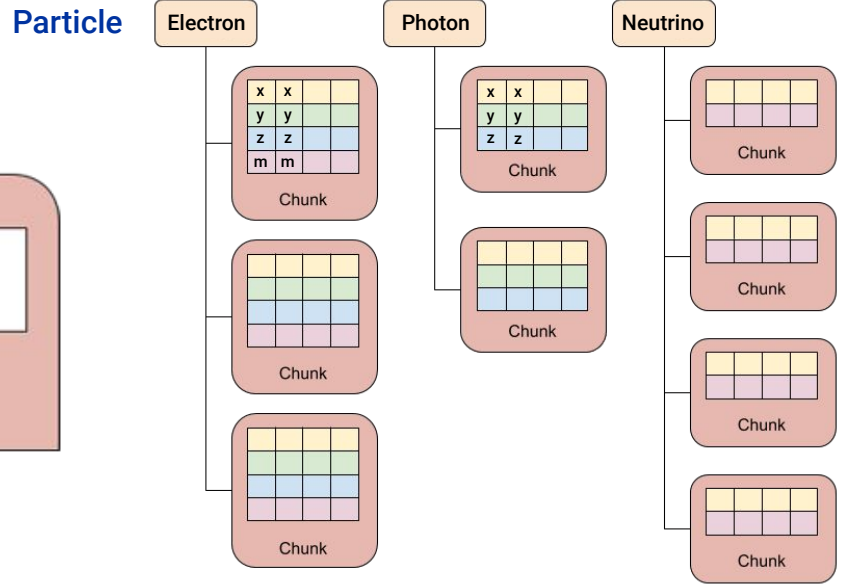 Particle
Electron
x x
y y
z z
m m
Chunk
Chunk
Chunk
Photon
x x
y y
z z
Chunk
Chunk
Neutrino
Chunk
Chunk
Chunk
Chunk